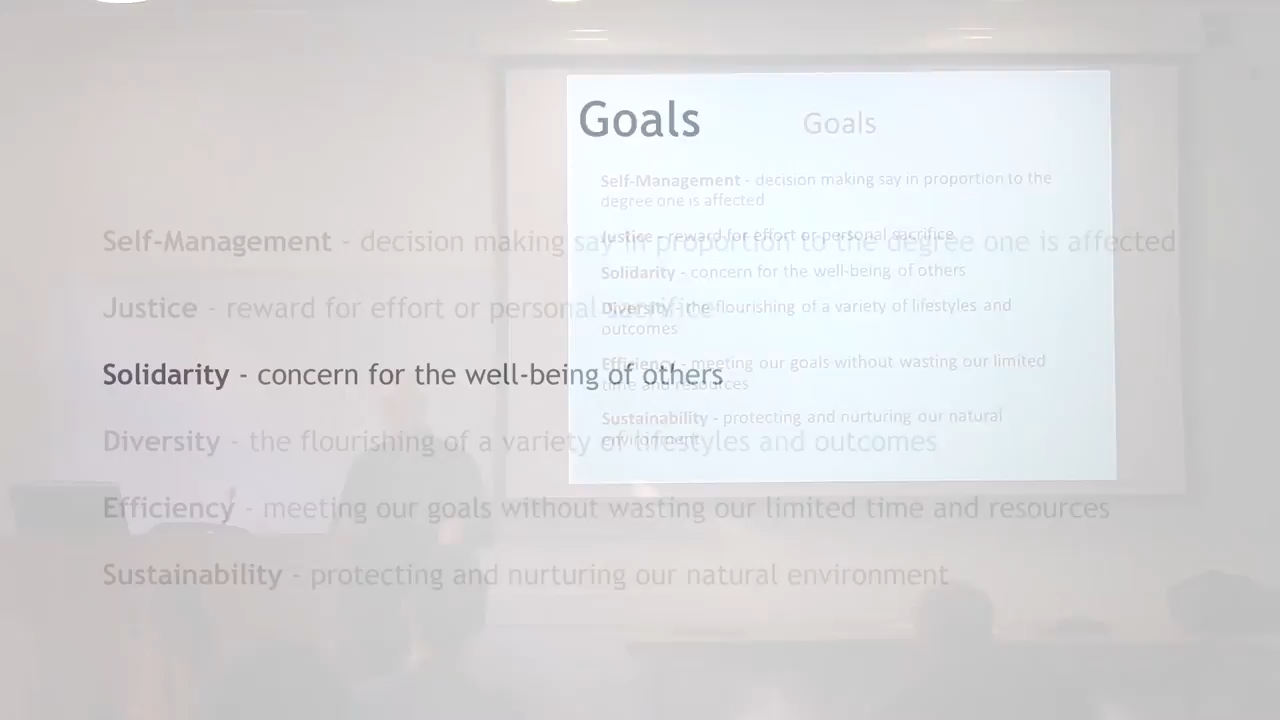 Goals
Self-Management - decision making say in proportion to the degree one is affected
Justice - reward for effort or personal sacrifice
Solidarity - concern for the well-being of others
Diversity - the flourishing of a variety of lifestyles and outcomes
Efficiency - meeting our goals without wasting our limited time and resources
Sustainability - protecting and nurturing our natural environment
Goals
Self-Management - decision making say in proportion to the
degree one is affected
Justice - reward for effort or personal sacrifice
Solidarity - concern for the well-being of others
Diversity - the flourishing of a variety of lifestyles and
outcomes
Efficiency - meeting our goals without wasting our limited
time and resources
Sustainability - protecting and nurturing our natural
environment